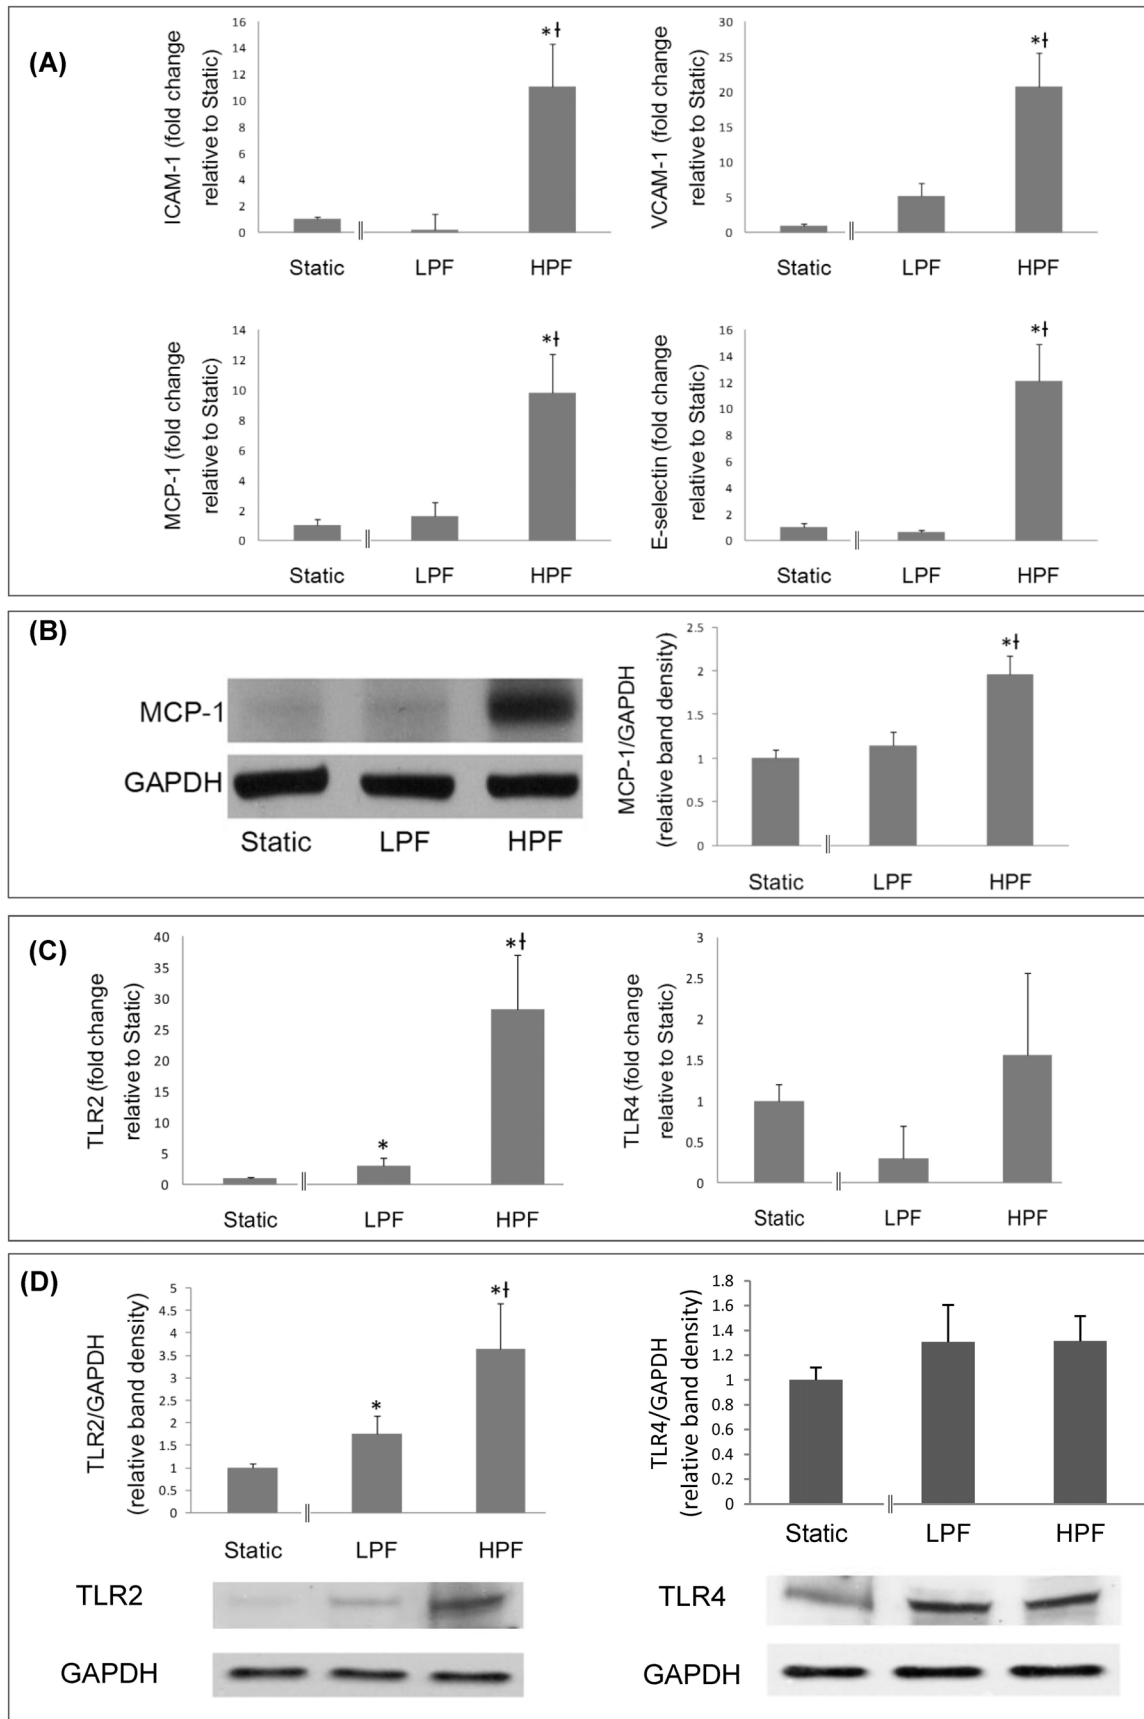 (A)
ICAM-1 (fold change
relative to Static)
16
14
12
10
8
6
4
2
0
*ƚ
Static LPF HPF
VCAM-1 (fold change
relative to Static)
30
25
20
15
10
5
0
*ƚ
Static LPF HPF
MCP-1 (fold change
relative to Static)
14
12
10
8
6
4
2
0
*ƚ
Static LPF HPF
E-selectin (fold change
relative to Static)
16
14
12
10
8
6
4
2
0
*ƚ
Static LPF HPF
(B)
MCP-1
GAPDH
Static LPF HPF
MCP-1/GAPDH
(relative band density)
2.5
2
1.5
1
0.5
0
*ƚ
Static LPF HPF
(C)
TLR2 (fold change
relative to Static)
40
35
30
25
20
15
10
5
0
*
*ƚ
Static LPF HPF
TLR4 (fold change
relative to Static)
3
2.5
2
1.5
1
0.5
0
Static LPF HPF
(D)
TLR2/GAPDH
(relative band density)
5
4.5
4
3.5
3
2.5
2
1.5
1
0.5
0
*
*ƚ
Static LPF HPF
TLR2
GAPDH
TLR4/GAPDH
(relative band density)
1.8
1.6
1.4
1.2
1
0.8
0.6
0.4
0.2
0
Static LPF HPF
TLR4
GAPDH